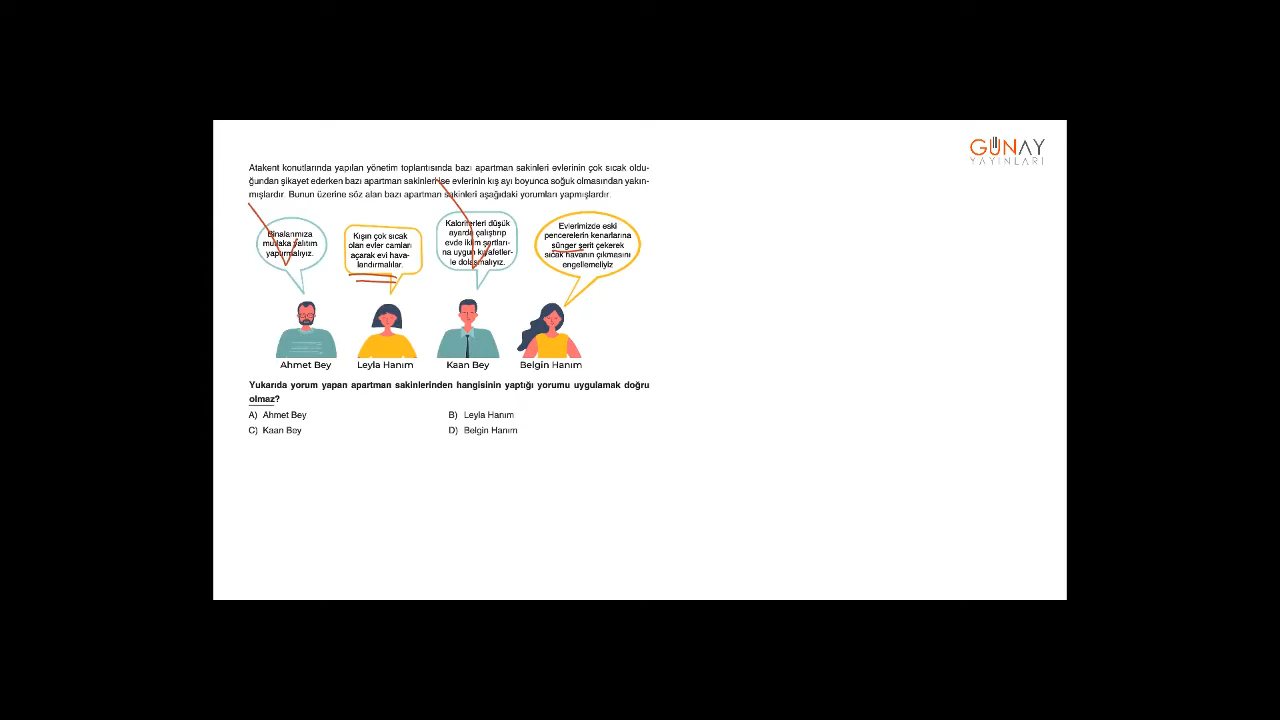 GÜNAY
YAYINLARI
Atakent konutlarında yapılan yönetim toplantısında bazı apartman sakinleri evlerinin çok sıcak oldu-
ğundan şikayet ederken bazı apartman sakinleri ise evlerinin kış ayı boyunca soğuk olmasından yakın-
mışlardır. Bunun üzerine söz alan bazı apartman sakinleri aşağıdaki yorumları yapmışlardır.
Binalarımıza
mutlaka yalıtım
yaptırmalıyız.
Kışın çok sıcak
olan evler camları
açarak evi hava-
landırmalılar.
Kaloriferleri düşük
ayarda çalıştırıp
evde iklim şartları-
na uygun kıyafetler-
le dolaşmalıyız.
Evlerimizde eski
pencerelerin kenarlarına
sünger şerit çekerek
sıcak havanın çıkmasını
engellemeliyiz
Ahmet Bey
Leyla Hanım
Kaan Bey
Belgin Hanım
Yukarıda yorum yapan apartman sakinlerinden hangisinin yaptığı yorumu uygulamak doğru
olmaz?
A) Ahmet Bey
B) Leyla Hanım
C) Kaan Bey
D) Belgin Hanım